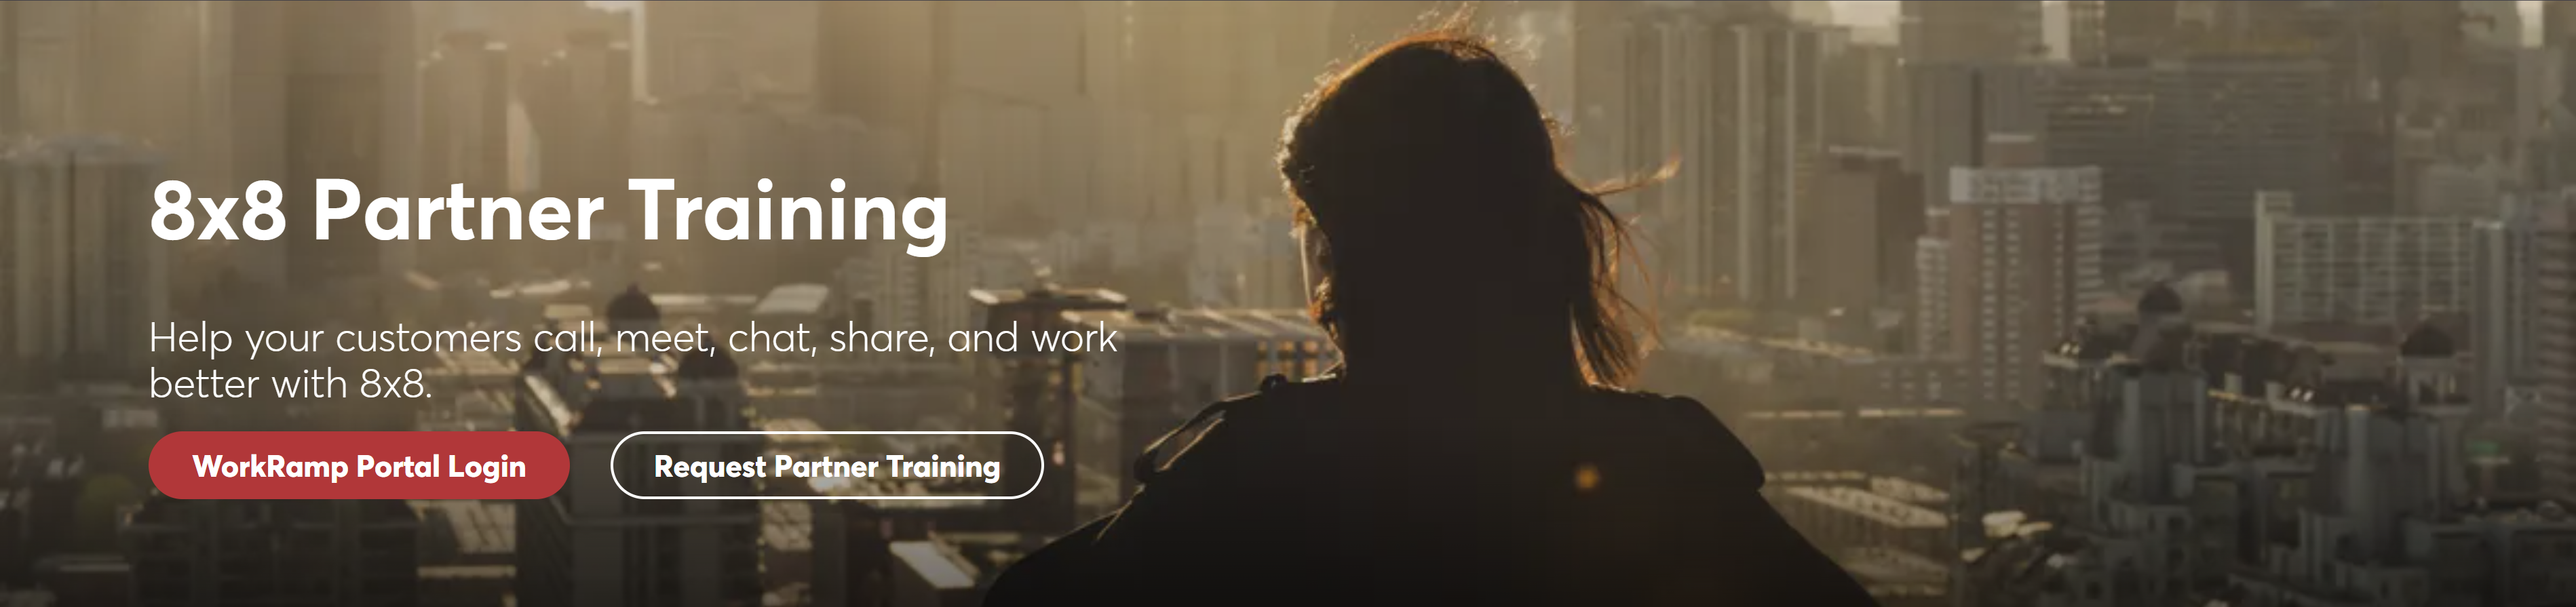 8x8 Partner Training
Help your customers call, meet, chat, share, and work
better with 8x8.
WorkRamp Portal Login
Request Partner Training